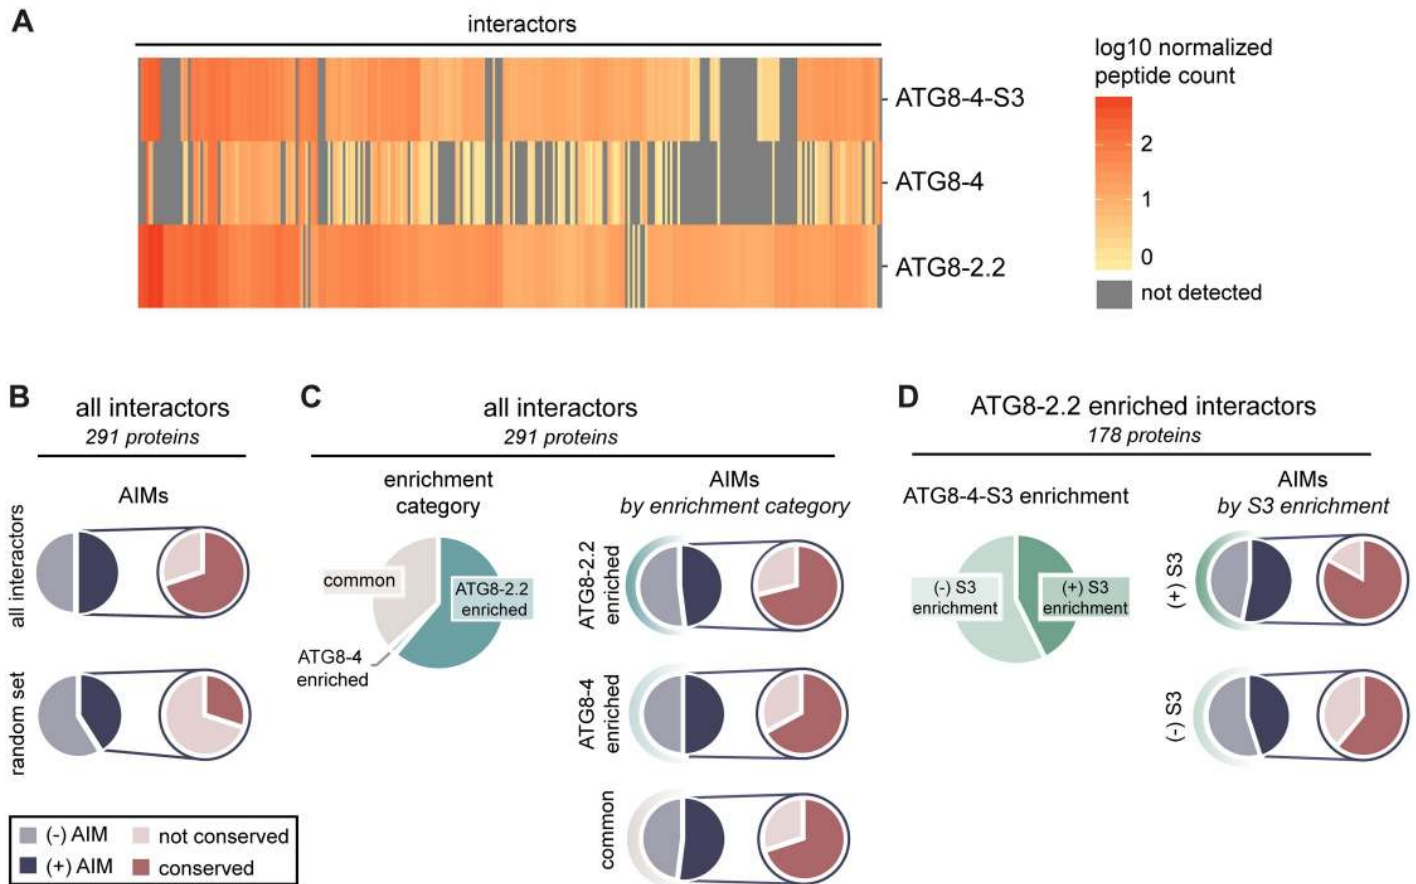 A
interactors
ATG8-4-S3
ATG8-4
ATG8-2.2
log10 normalized
peptide count
2
1
0
not detected
B
all interactors
291 proteins
AIMs
all interactors
random set
(-) AIM
not conserved
(+) AIM
conserved
C
all interactors
291 proteins
enrichment
category
common
ATG8-2.2
enriched
ATG8-4
enriched
AIMs
by enrichment category
ATG8-2.2
enriched
ATG8-4
enriched
common
D
ATG8-2.2 enriched interactors
178 proteins
ATG8-4-S3 enrichment
(-) S3
enrichment
(+) S3
enrichment
AIMs
by S3 enrichment
(+) S3
(-) S3